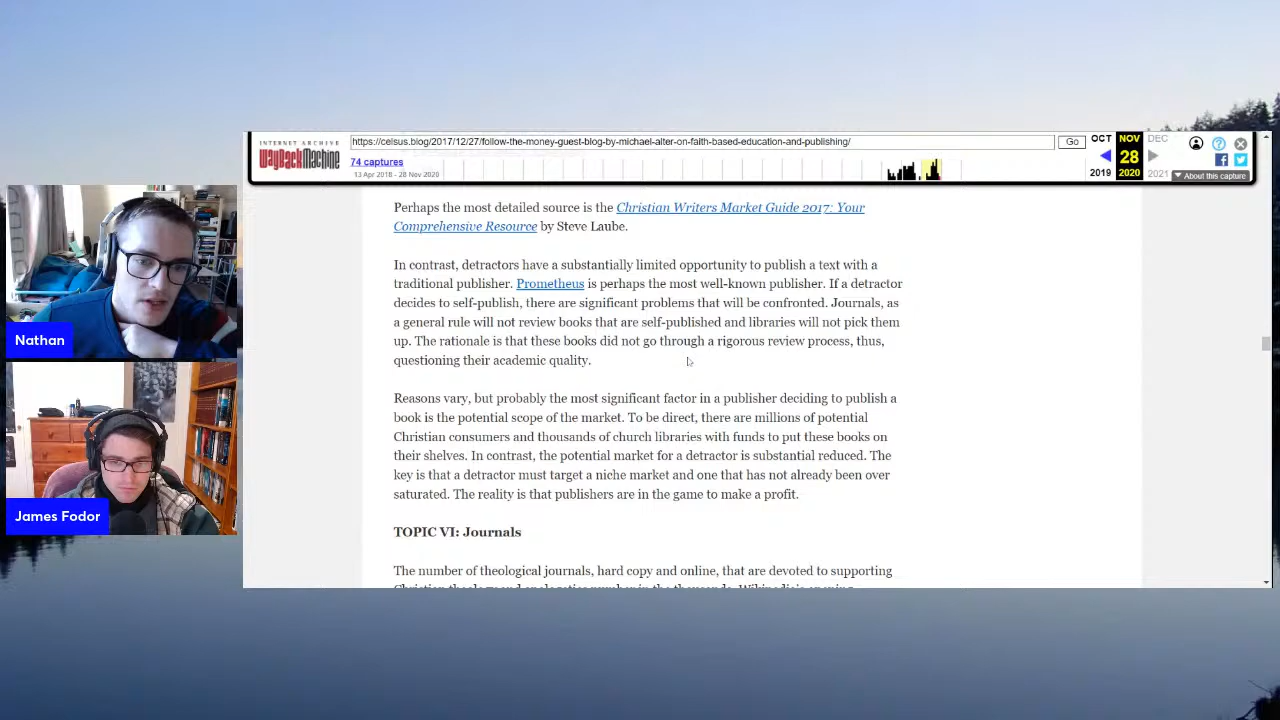 INTERNET ARCHIVE
WayBackMachine
https://celsus.blog/2017/12/27/follow-the-money-guest-blog-by-michael-alter-on-faith-based-education-and-publishing/
Go
OCT
NOV
DEC
74 captures
28
13 Apr 2018 - 28 Nov 2020
2019
2020
2021
About this capture
Perhaps the most detailed source is the Christian Writers Market Guide 2017: Your
Comprehensive Resource by Steve Laube.
In contrast, detractors have a substantially limited opportunity to publish a text with a
traditional publisher. Prometheus is perhaps the most well-known publisher. If a detractor
decides to self-publish, there are significant problems that will be confronted. Journals, as
a general rule will not review books that are self-published and libraries will not pick them
up. The rationale is that these books did not go through a rigorous review process, thus,
questioning their academic quality.
Reasons vary, but probably the most significant factor in a publisher deciding to publish a
book is the potential scope of the market. To be direct, there are millions of potential
Christian consumers and thousands of church libraries with funds to put these books on
their shelves. In contrast, the potential market for a detractor is substantial reduced. The
key is that a detractor must target a niche market and one that has not already been over
saturated. The reality is that publishers are in the game to make a profit.
TOPIC VI: Journals
The number of theological journals, hard copy and online, that are devoted to supporting
Nathan
James Fodor